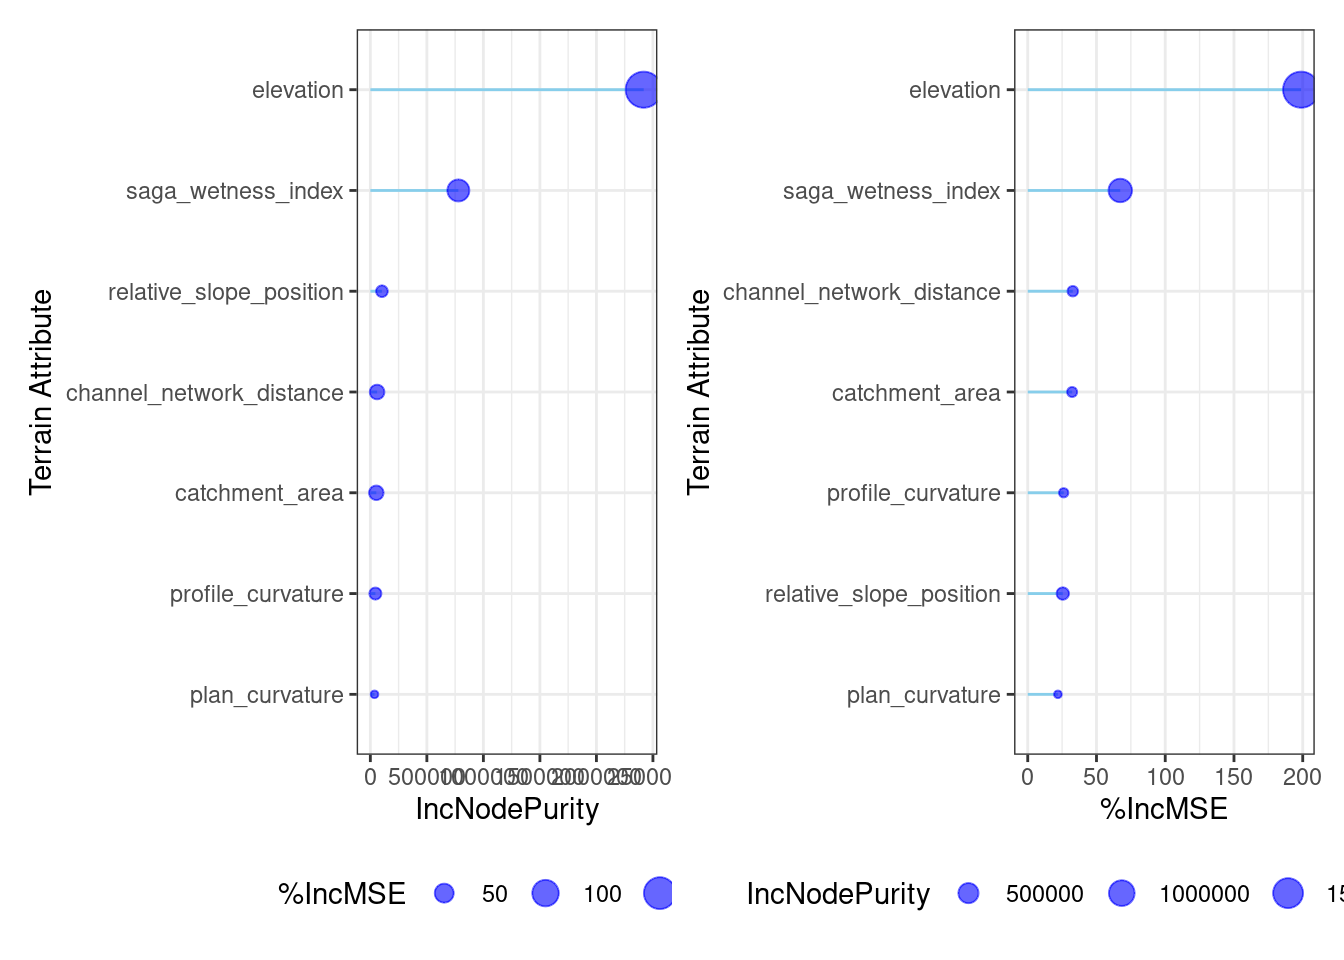 elevation
saga_wetness_index
relative_slope_position
channel_network_distance
catchment_area
profile_curvature
plan_curvature
Terrain Attribute
0
IncNodePurity
%IncMSE 50 100
elevation
saga_wetness_index
channel_network_distance
catchment_area
profile_curvature
relative_slope_position
plan_curvature
Terrain Attribute
0 50 100 150 200
%IncMSE
IncNodePurity 500000 1000000